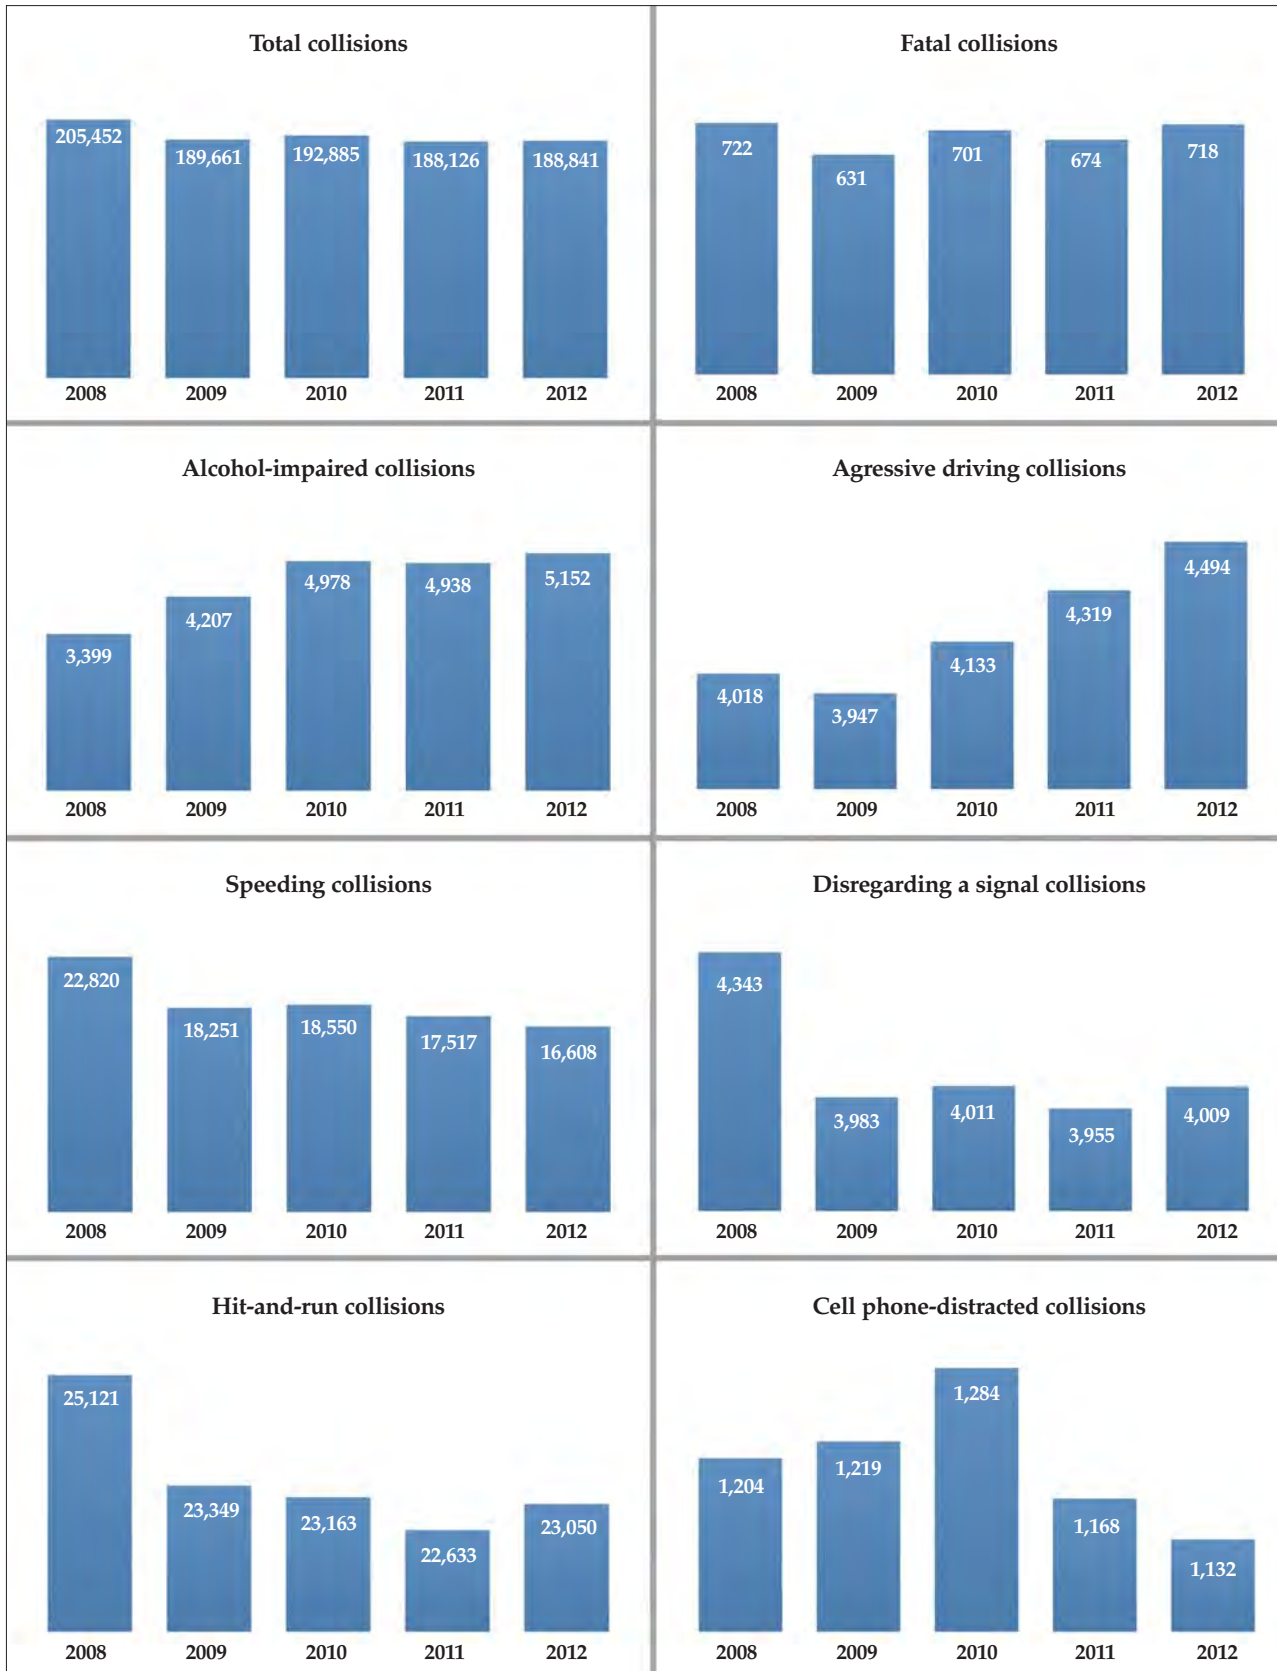 Total collisions
205,452
189,661
192,885
188,126
188,841
2008 2009 2010 2011 2012
Fatal collisions
722
631
701
674
718
2008 2009 2010 2011 2012
Alcohol-impaired collisions
3,399
4,207
4,978
4,938
5,152
2008 2009 2010 2011 2012
Agressive driving collisions
4,018
3,947
4,133
4,319
4,494
2008 2009 2010 2011 2012
Speeding collisions
22,820
18,251
18,550
17,517
16,608
2008 2009 2010 2011 2012
Disregarding a signal collisions
4,343
3,983
4,011
3,955
4,009
2008 2009 2010 2011 2012
Hit-and-run collisions
25,121
23,349
23,163
22,633
23,050
2008 2009 2010 2011 2012
Cell phone-distracted collisions
1,204
1,219
1,284
1,168
1,132
2008 2009 2010 2011 2012